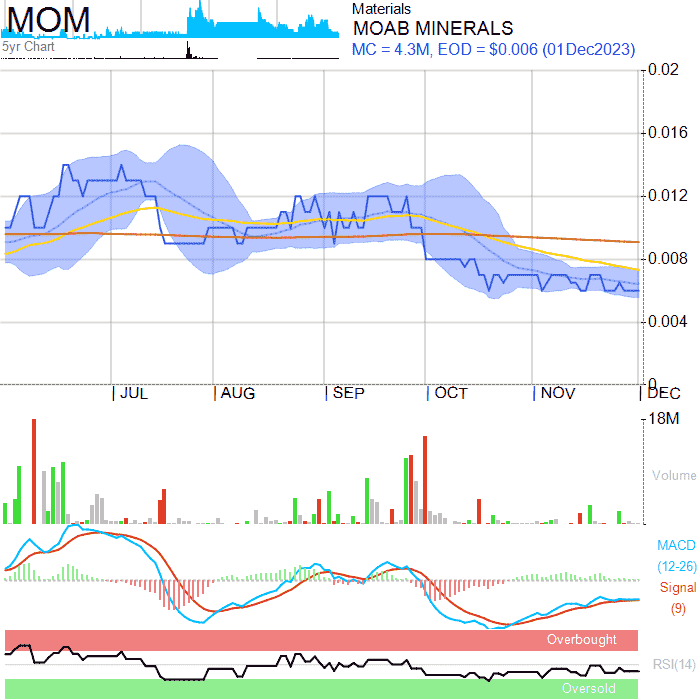 MOM
5yr Chart
Materials
MOAB MINERALS
MC = 4.3M, EOD = $0.006 (01Dec2023)
0.02
0.016
0.012
0.008
0.004
0
JUL AUG SEP OCT NOV DEC
18M
Volume
MACD
(12-26)
Signal
(9)
Overbought
RSI(14)
Oversold